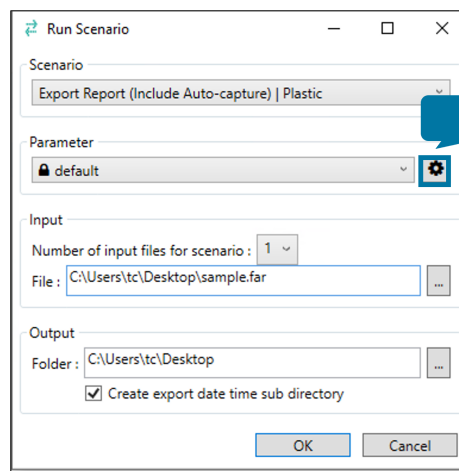 Run Scenario
Scenario
Export Report (Include Auto-capture) | Plastic
Parameter
default
Input
Number of input files for scenario : 1
File : C:\Users\tc\Desktop\sample.far ...
Output
Folder : C:\Users\tc\Desktop ...
Create export date time sub directory
OK Cancel